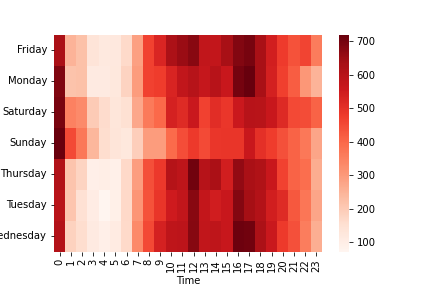 Friday
Monday
Saturday
Sunday
Thursday
Tuesday
ednesday
0 1 2 3 4 5 6 7 8 9 10 11 12 13 14 15 16 17 18 19 20 21 22 23
Time
700
600
500
400
300
200
100